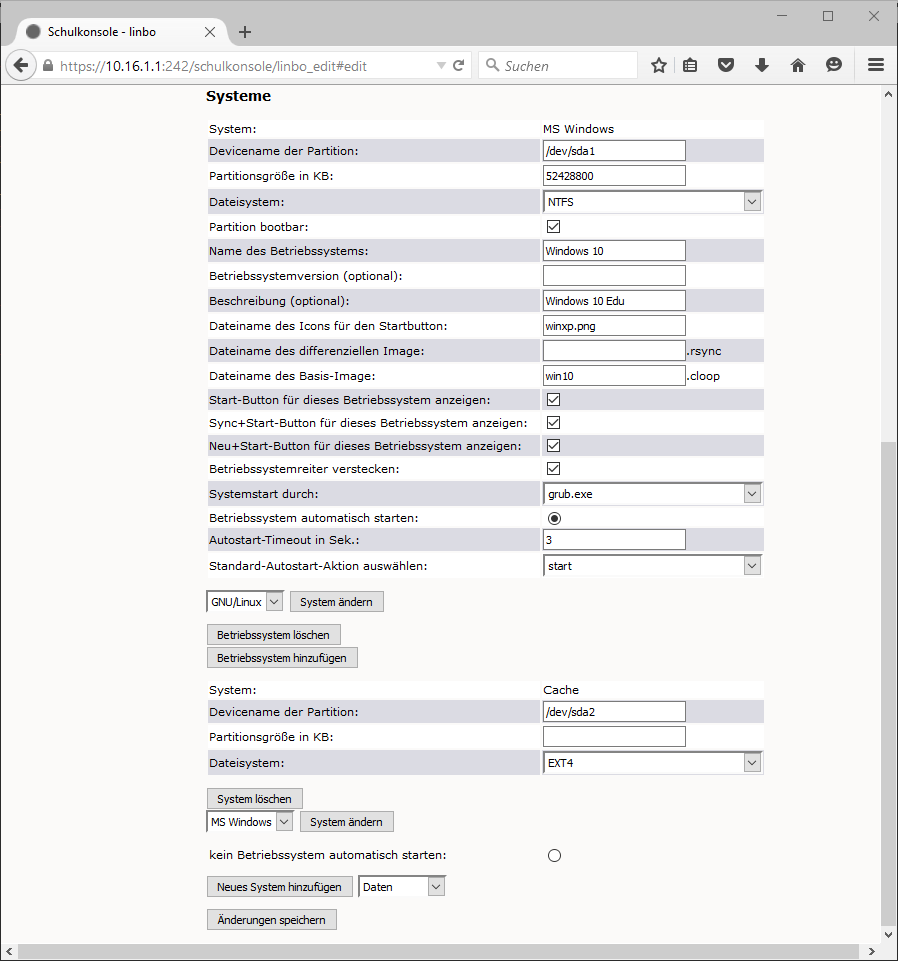 Schulkonsole - linbo
https://10.16.1.1:242/schulkonsole/linbo_edit#edit
Suchen
Systeme
System: MS Windows
Devicename der Partition: /dev/sda1
Partitionsgröße in KB: 52428800
Dateisystem: NTFS
Partition bootbar:
Name des Betriebssystems: Windows 10
Betriebssystemversion (optional):
Beschreibung (optional): Windows 10 Edu
Dateiname des Icons für den Startbutton: winxp.png
Dateiname des differenziellen Image: .rsync
Dateiname des Basis-Image: win10 .cloop
Start-Button für dieses Betriebssystem anzeigen:
Sync+Start-Button für dieses Betriebssystem anzeigen:
Neu+Start-Button für dieses Betriebssystem anzeigen:
Betriebssystemreiter verstecken:
Systemstart durch: grub.exe
Betriebssystem automatisch starten:
Autostart-Timeout in Sek.: 3
Standard-Autostart-Aktion auswählen: start
GNU/Linux System ändern
Betriebssystem löschen
Betriebssystem hinzufügen
System: Cache
Devicename der Partition: /dev/sda2
Partitionsgröße in KB:
Dateisystem: EXT4
System löschen
MS Windows System ändern
kein Betriebssystem automatisch starten:
Neues System hinzufügen Daten
Änderungen speichern